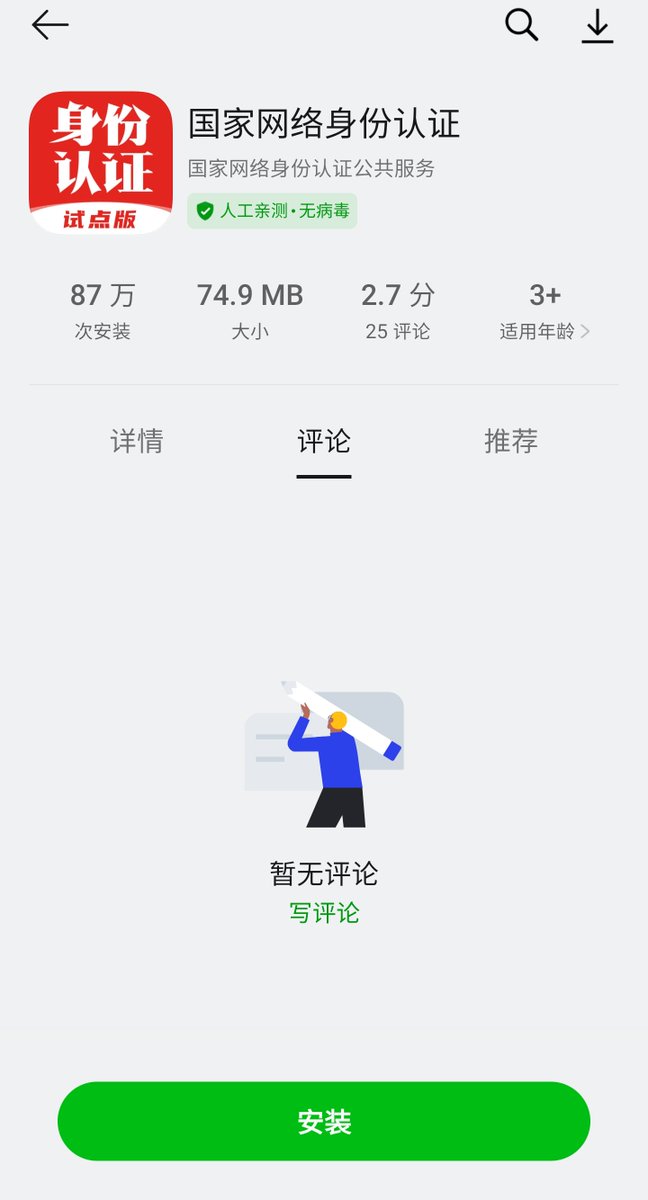 身份
认证
试点版
国家网络身份认证
国家网络身份认证公共服务
人工亲测·无病毒
87 万
次安装
74.9 MB
大小
2.7 分
25 评论
3+
适用年龄
详情
评论
推荐
暂无评论
写评论
安装